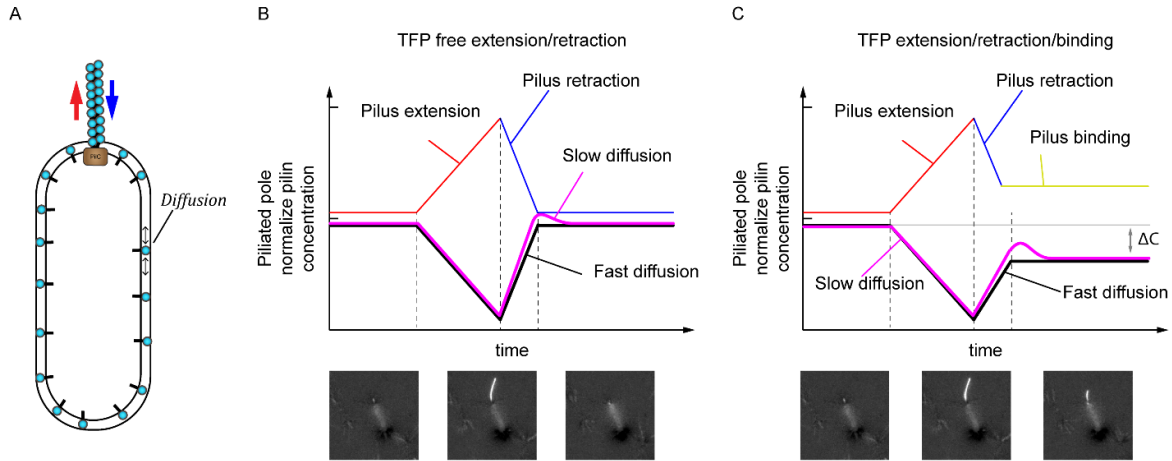 A
PilC
Diffusion
B
TFP free extension/retraction
Pilus retraction
Pilus extension
Slow diffusion
Fast diffusion
Piliated pole
normalize pilin
concentration
time
C
TFP extension/retraction/binding
Pilus retraction
Pilus extension
Pilus binding
ΔC
Slow diffusion
Fast diffusion
Piliated pole
normalize pilin
concentration
time